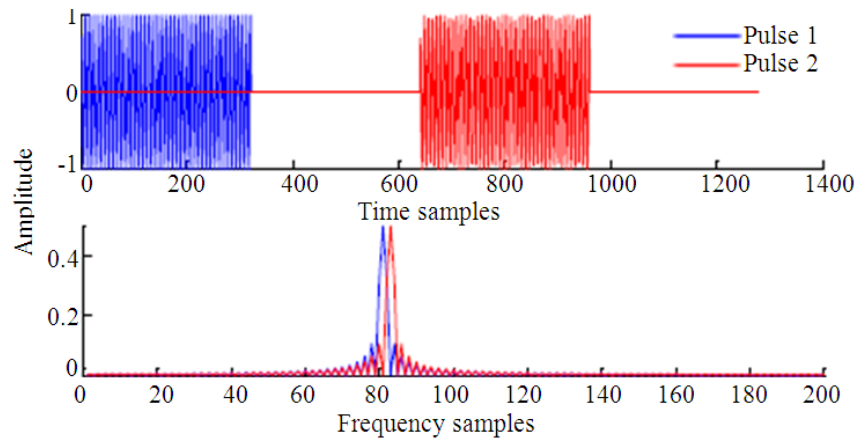 1
0
-1
Pulse 1
Pulse 2
0 200 400 600 800 1000 1200 1400
Time samples
Amplitude
0.4
0.2
0
0 20 40 60 80 100 120 140 160 180 200
Frequency samples